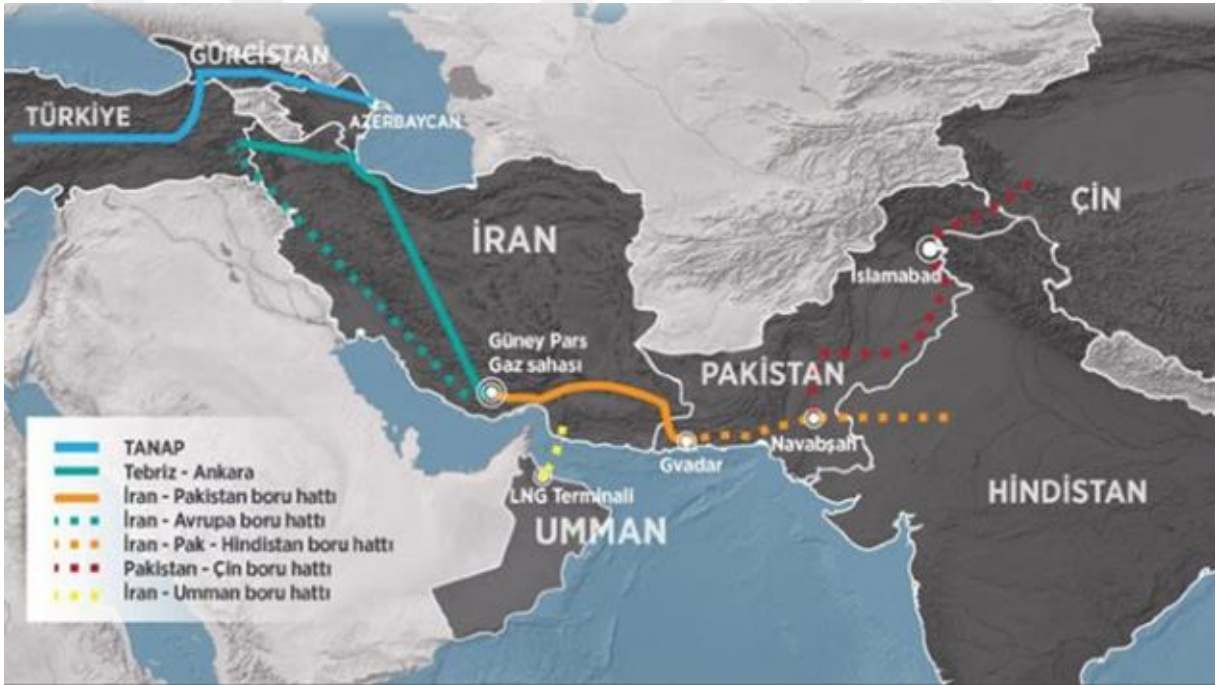 GÜRCİSTAN
TÜRKİYE
AZERBAYCAN
İRAN
ÇİN
İslamabad
Güney Pars
Gaz sahası
PAKİSTAN
Gvadar
Navabşah
LNG Terminali
UMMAN
HİNDİSTAN
TANAP
Tebriz - Ankara
İran - Pakistan boru hattı
İran - Avrupa boru hattı
İran - Pak - Hindistan boru hattı
Pakistan - Çin boru hattı
İran - Umman boru hattı